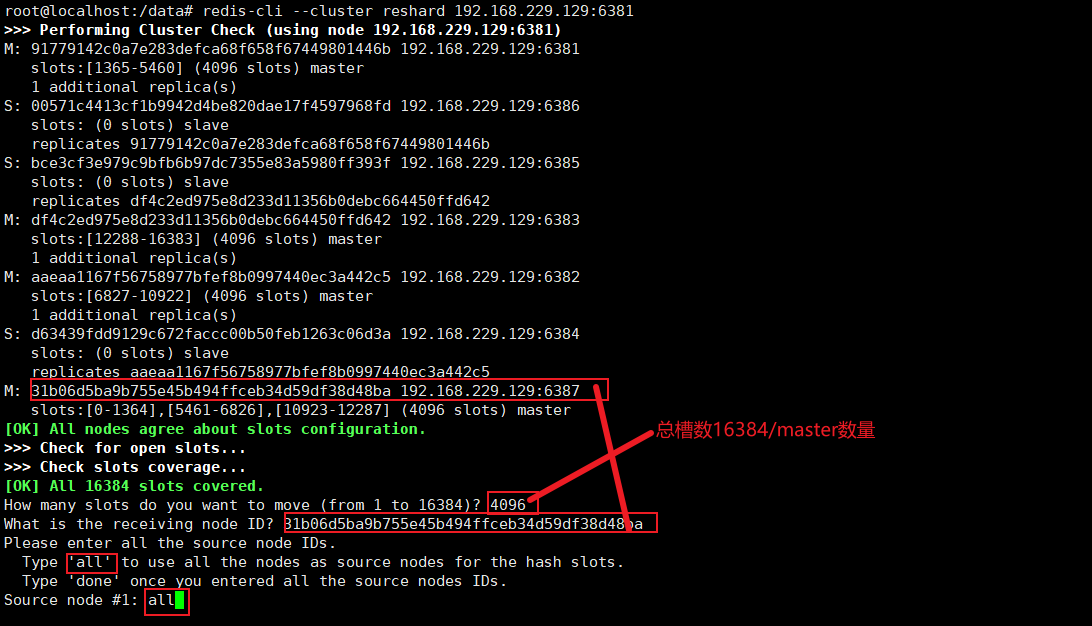 root@localhost:/data# redis-cli --cluster reshard 192.168.229.129:6381
>>> Performing Cluster Check (using node 192.168.229.129:6381)
M: 91779142c0a7e283defca68f658f67449801446b 192.168.229.129:6381
   slots:[1365-5460] (4096 slots) master
   1 additional replica(s)
S: 00571c4413cf1b9942d4be820dae17f4597968fd 192.168.229.129:6386
   slots: (0 slots) slave
   replicates 91779142c0a7e283defca68f658f67449801446b
S: bce3cf3e979c9bfb6b97dc7355e83a5980ff393f 192.168.229.129:6385
   slots: (0 slots) slave
   replicates df4c2ed975e8d233d11356b0debc664450ffd642
M: df4c2ed975e8d233d11356b0debc664450ffd642 192.168.229.129:6383
   slots:[12288-16383] (4096 slots) master
   1 additional replica(s)
M: aaeaa1167f56758977bfef8b0997440ec3a442c5 192.168.229.129:6382
   slots:[6827-10922] (4096 slots) master
   1 additional replica(s)
S: d63439fdd9129c672faccc00b50feb1263c06d3a 192.168.229.129:6384
   slots: (0 slots) slave
   replicates aaeaa1167f56758977bfef8b0997440ec3a442c5
M: 31b06d5ba9b755e45b494ffceb34d59df38d48ba 192.168.229.129:6387
   slots:[0-1364],[5461-6826],[10923-12287] (4096 slots) master
[OK] All nodes agree about slots configuration.
总槽数16384/master数量
>>> Check for open slots...
>>> Check slots coverage...
[OK] All 16384 slots covered.
How many slots do you want to move (from 1 to 16384)? 4096
What is the receiving node ID? 31b06d5ba9b755e45b494ffceb34d59df38d48ba
Please enter all the source node IDs.
  Type 'all' to use all the nodes as source nodes for the hash slots.
  Type 'done' once you entered all the source nodes IDs.
Source node #1: all